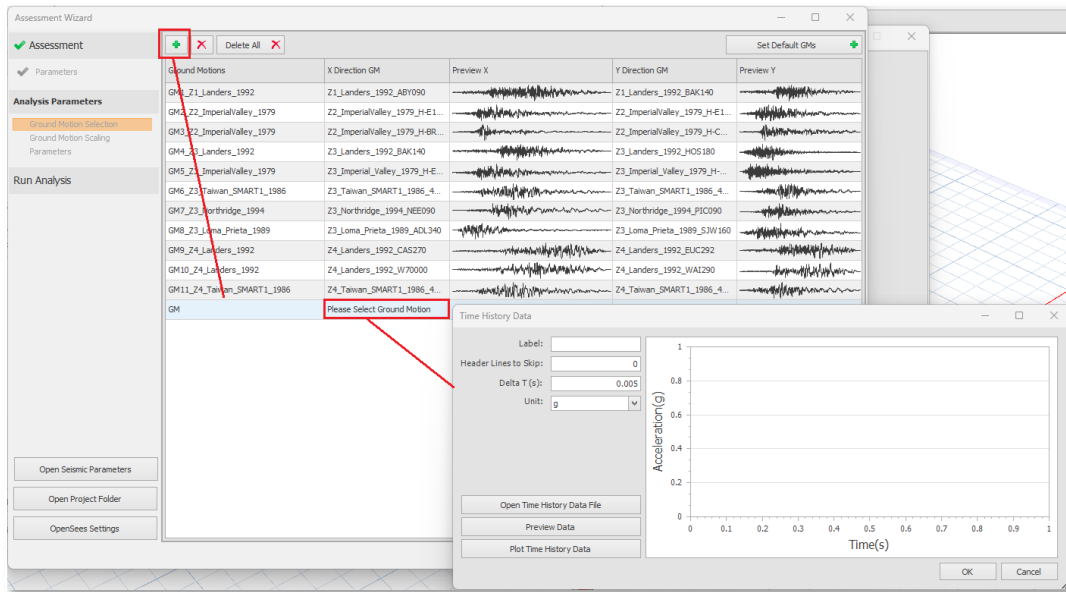 Assessment Wizard
Assessment
Delete All
Set Default GMs
Parameters
Analysis Parameters
Ground Motion Selection
Ground Motion Scaling
Parameters
Run Analysis
Ground Motions X Direction GM Preview X Y Direction GM Preview Y
GM1_Z1_Landers_1992 Z1_Landers_1992_ABY090 Z1_Landers_1992_BAK140
GM2_Z2_ImperialValley_1979 Z2_ImperialValley_1979_H-E1... Z2_ImperialValley_1979_H-E1...
GM3_Z2_ImperialValley_1979 Z2_ImperialValley_1979_H-BR... Z2_ImperialValley_1979_H-C...
GM4_Z3_Landers_1992 Z3_Landers_1992_BAK140 Z3_Landers_1992_HOS180
GM5_Z3_ImperialValley_1979 Z3_Imperial_Valley_1979_H-E... Z3_Imperial_Valley_1979_H-...
GM6_Z3_Taiwan_SMART1_1986 Z3_Taiwan_SMART1_1986_4... Z3_Taiwan_SMART1_1986_4...
GM7_Z3_Northridge_1994 Z3_Northridge_1994_NEE090 Z3_Northridge_1994_PIC090
GM8_Z3_Loma_Prieta_1989 Z3_Loma_Prieta_1989_ADL340 Z3_Loma_Prieta_1989_SJW160
GM9_Z4_Landers_1992 Z4_Landers_1992_CAS270 Z4_Landers_1992_EUC292
GM10_Z4_Landers_1992 Z4_Landers_1992_W70000 Z4_Landers_1992_WAI290
GM11_Z4_Taiwan_SMART1_1986 Z4_Taiwan_SMART1_1986_4... Z4_Taiwan_SMART1_1986_4...
GM Please Select Ground Motion
Open Seismic Parameters
Open Project Folder
OpenSees Settings
Time History Data
Label:
Header Lines to Skip: 0
Delta T (s): 0.005
Unit: g
Open Time History Data File
Preview Data
Plot Time History Data
Acceleration(g)
1
0.8
0.6
0.4
0.2
0
0 0.1 0.2 0.3 0.4 0.5 0.6 0.7 0.8 0.9 1
Time(s)
OK Cancel